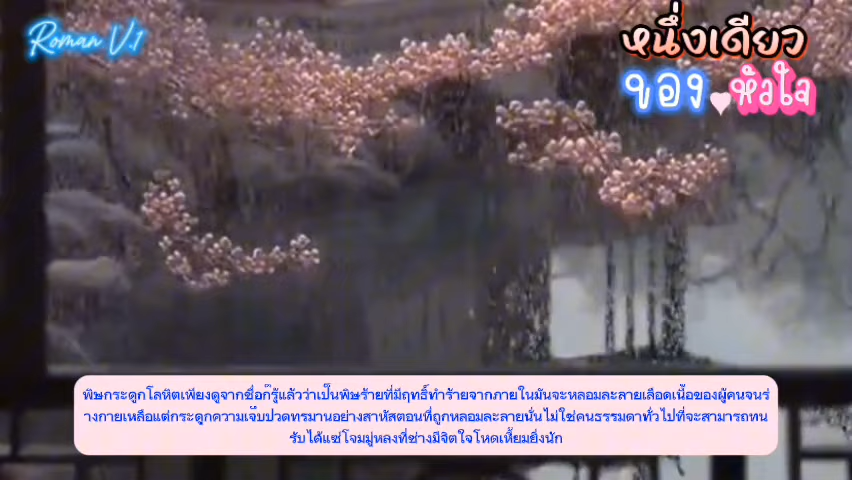 Roman V.1
หนึ่งเดียว
ของ หัวใจ
พิษกระดูกโลหิตเพียงดูจากชื่อก็รู้แล้วว่าเป็นพิษร้ายที่มีฤทธิ์ทำร้ายจากภายในมันจะหลอมละลายเลือดเนื้อของผู้คนจนร่
างกายเหลือแต่กระดูกความเจ็บปวดทรมานอย่างสาหัสตอนที่ถูกหลอมละลายนั่นไม่ใช่คนธรรมดาทั่วไปที่จะสามารถทน
รับได้แซ่โจมมู่หลงที่ช่างมีจิตใจโหดเหี้ยมยิ่งนัก